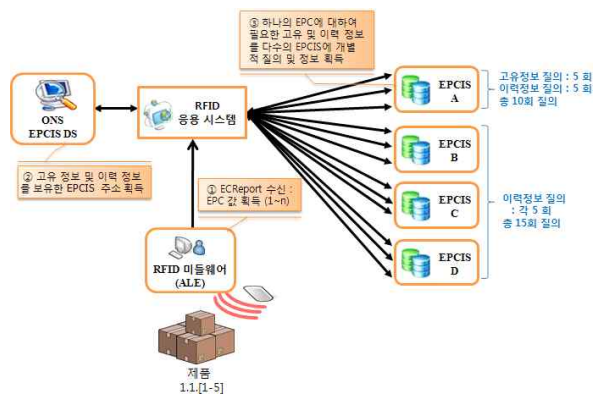 ③ 하나의 EPC에 대하여
필요한 고유 및 이력 정보
를 다수의 EPCIS에 개별
적 질의 및 정보 획득
ONS
EPCIS DS
RFID
응용 시스템
EPCIS
A
고유정보 질의 : 5 회
이력정보 질의 : 5 회
총 10회 질의
② 고유 정보 및 이력 정보
를 보유한 EPCIS 주소 획득
① ECReport 수신 :
EPC 값 획득 (1~n)
EPCIS
B
EPCIS
C
이력정보 질의
: 각 5 회
총 15회 질의
EPCIS
D
RFID 미들웨어
(ALE)
제품
1.1.[1-5]